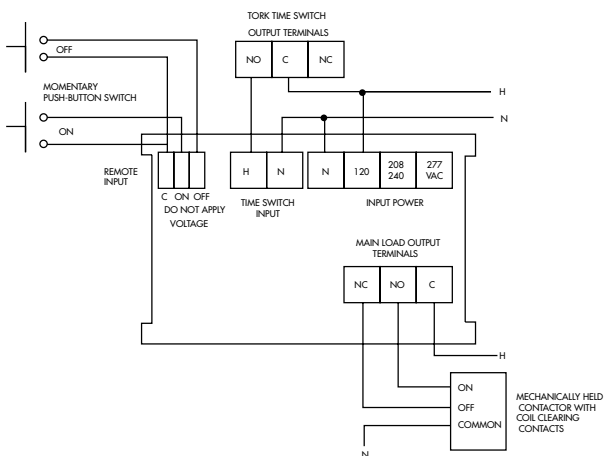 TORK TIME SWITCH
OUTPUT TERMINALS
NO C NC
OFF
MOMENTARY
PUSH-BUTTON SWITCH
ON
H
N
REMOTE
INPUT
C ON OFF
DO NOT APPLY
VOLTAGE
H N
TIME SWITCH
INPUT
N 120 208 277
240 VAC
INPUT POWER
MAIN LOAD OUTPUT
TERMINALS
NC NO C
H
ON
OFF
COMMON
MECHANICALLY HELD
CONTACTOR WITH
COIL CLEARING
CONTACTS
N